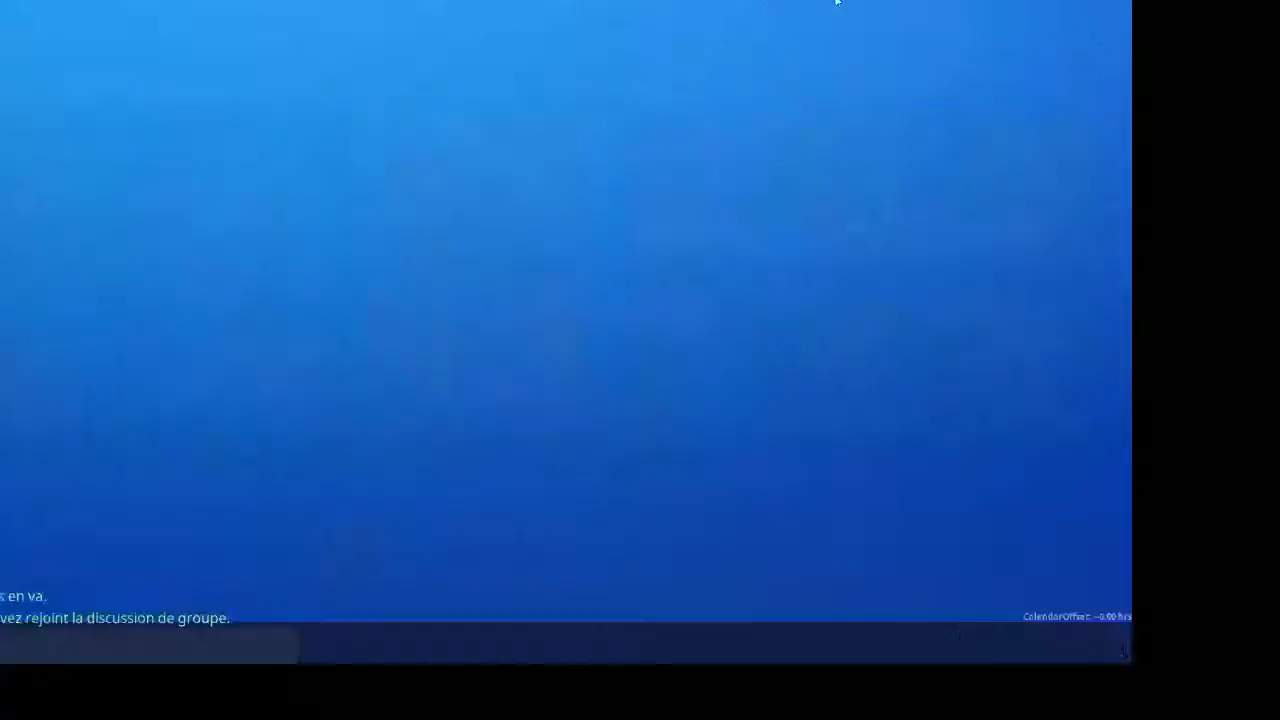 s en va.
vez rejoint la discussion de groupe.
CalendarOffset: −0.00 hrs